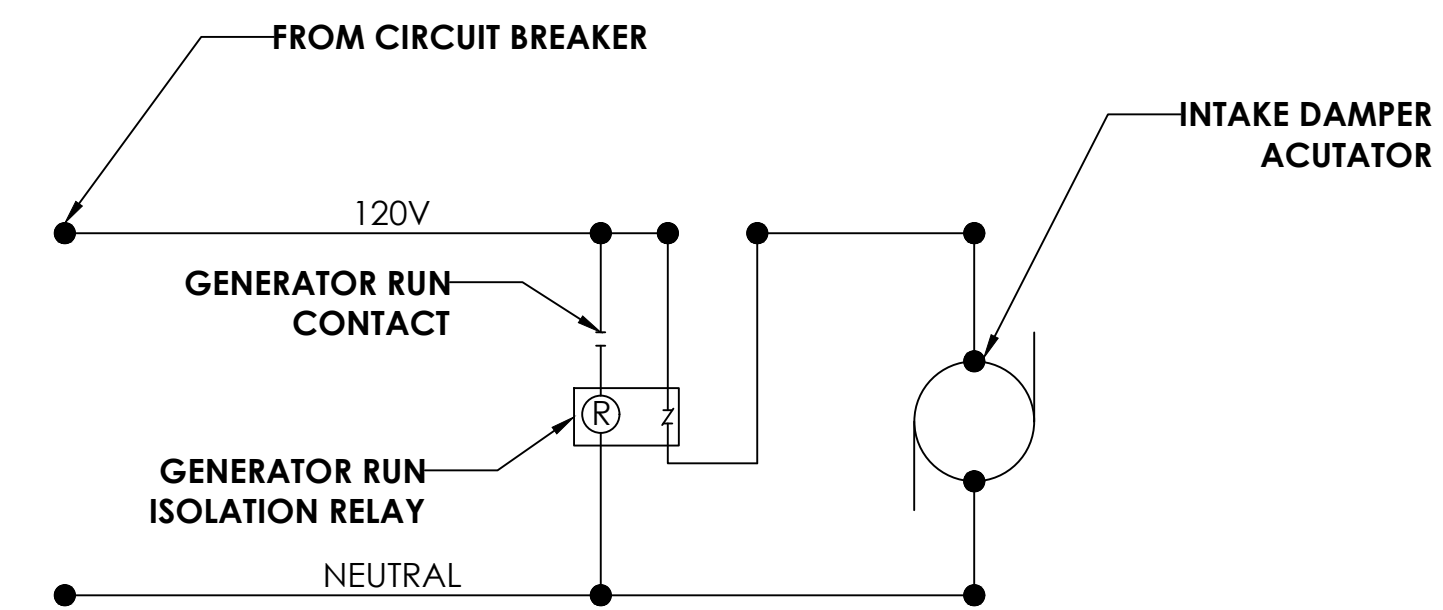 FROM CIRCUIT BREAKER
INTAKE DAMPER
ACUTATOR
120V
GENERATOR RUN
CONTACT
R
GENERATOR RUN
ISOLATION RELAY
NEUTRAL